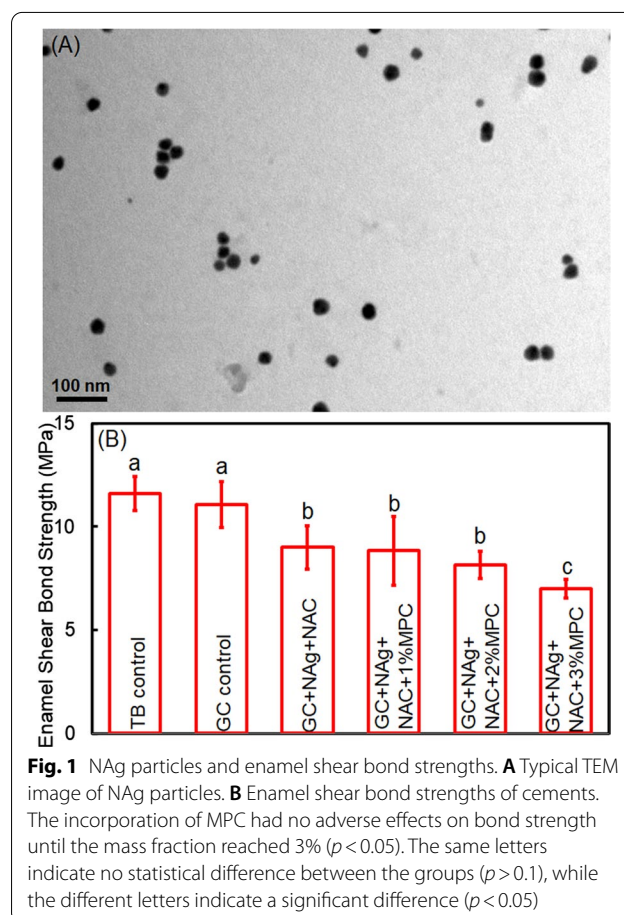 (A)
100 nm
(B)
Enamel Shear Bond Strength (MPa)
15
10
5
0
a
a
b
b
b
c
TB control
GC control
GC+NAg+NAC
GC+NAg+
NAC+1%MPC
GC+NAg+
NAC+2%MPC
GC+NAg+
NAC+3%MPC
Fig. 1 NAg particles and enamel shear bond strengths. A Typical TEM
image of NAg particles. B Enamel shear bond strengths of cements.
The incorporation of MPC had no adverse effects on bond strength
until the mass fraction reached 3% (p < 0.05). The same letters
indicate no statistical difference between the groups (p > 0.1), while
the different letters indicate a significant difference (p < 0.05)